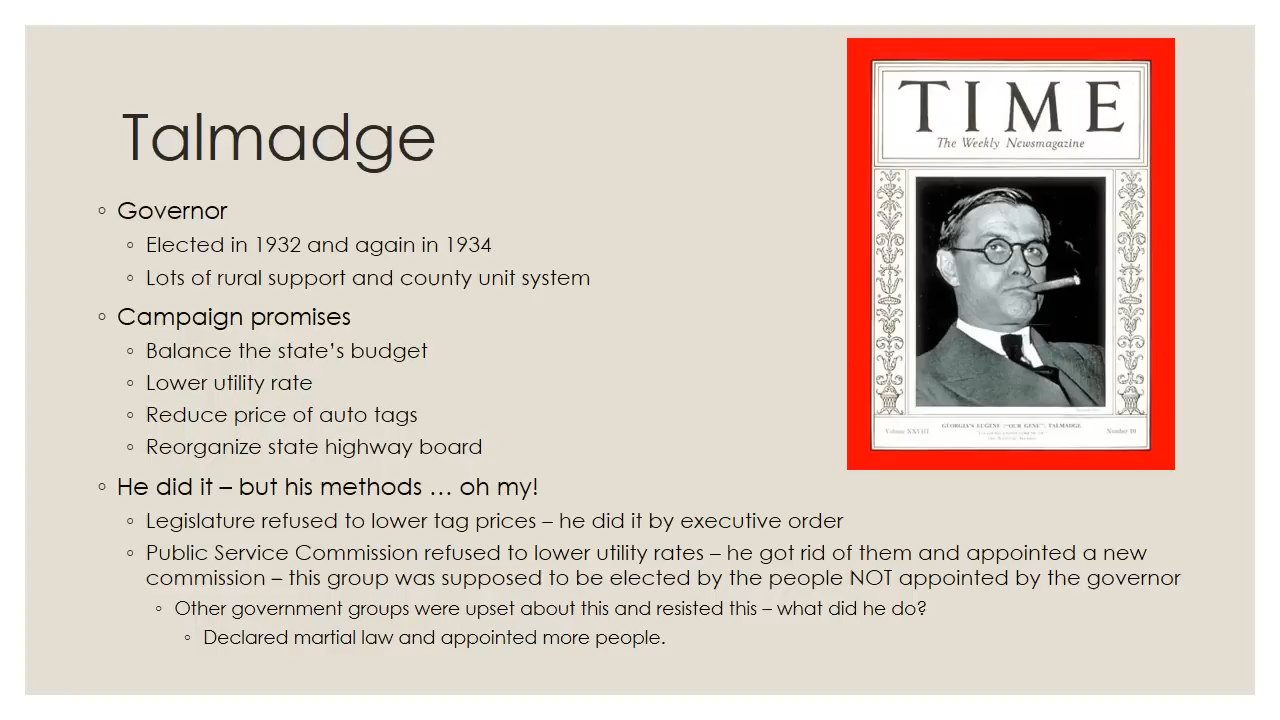 Talmadge
◦ Governor
◦ Elected in 1932 and again in 1934
◦ Lots of rural support and county unit system
◦ Campaign promises
◦ Balance the state’s budget
◦ Lower utility rate
◦ Reduce price of auto tags
◦ Reorganize state highway board
◦ He did it – but his methods … oh my!
◦ Legislature refused to lower tag prices – he did it by executive order
◦ Public Service Commission refused to lower utility rates – he got rid of them and appointed a new
commission – this group was supposed to be elected by the people NOT appointed by the governor
◦ Other government groups were upset about this and resisted this – what did he do?
◦ Declared martial law and appointed more people.
TIME
The Weekly Newsmagazine
Volume XXVIII
GEORGIA'S EUGENE ("OUR GENE") TALMADGE
Number 10